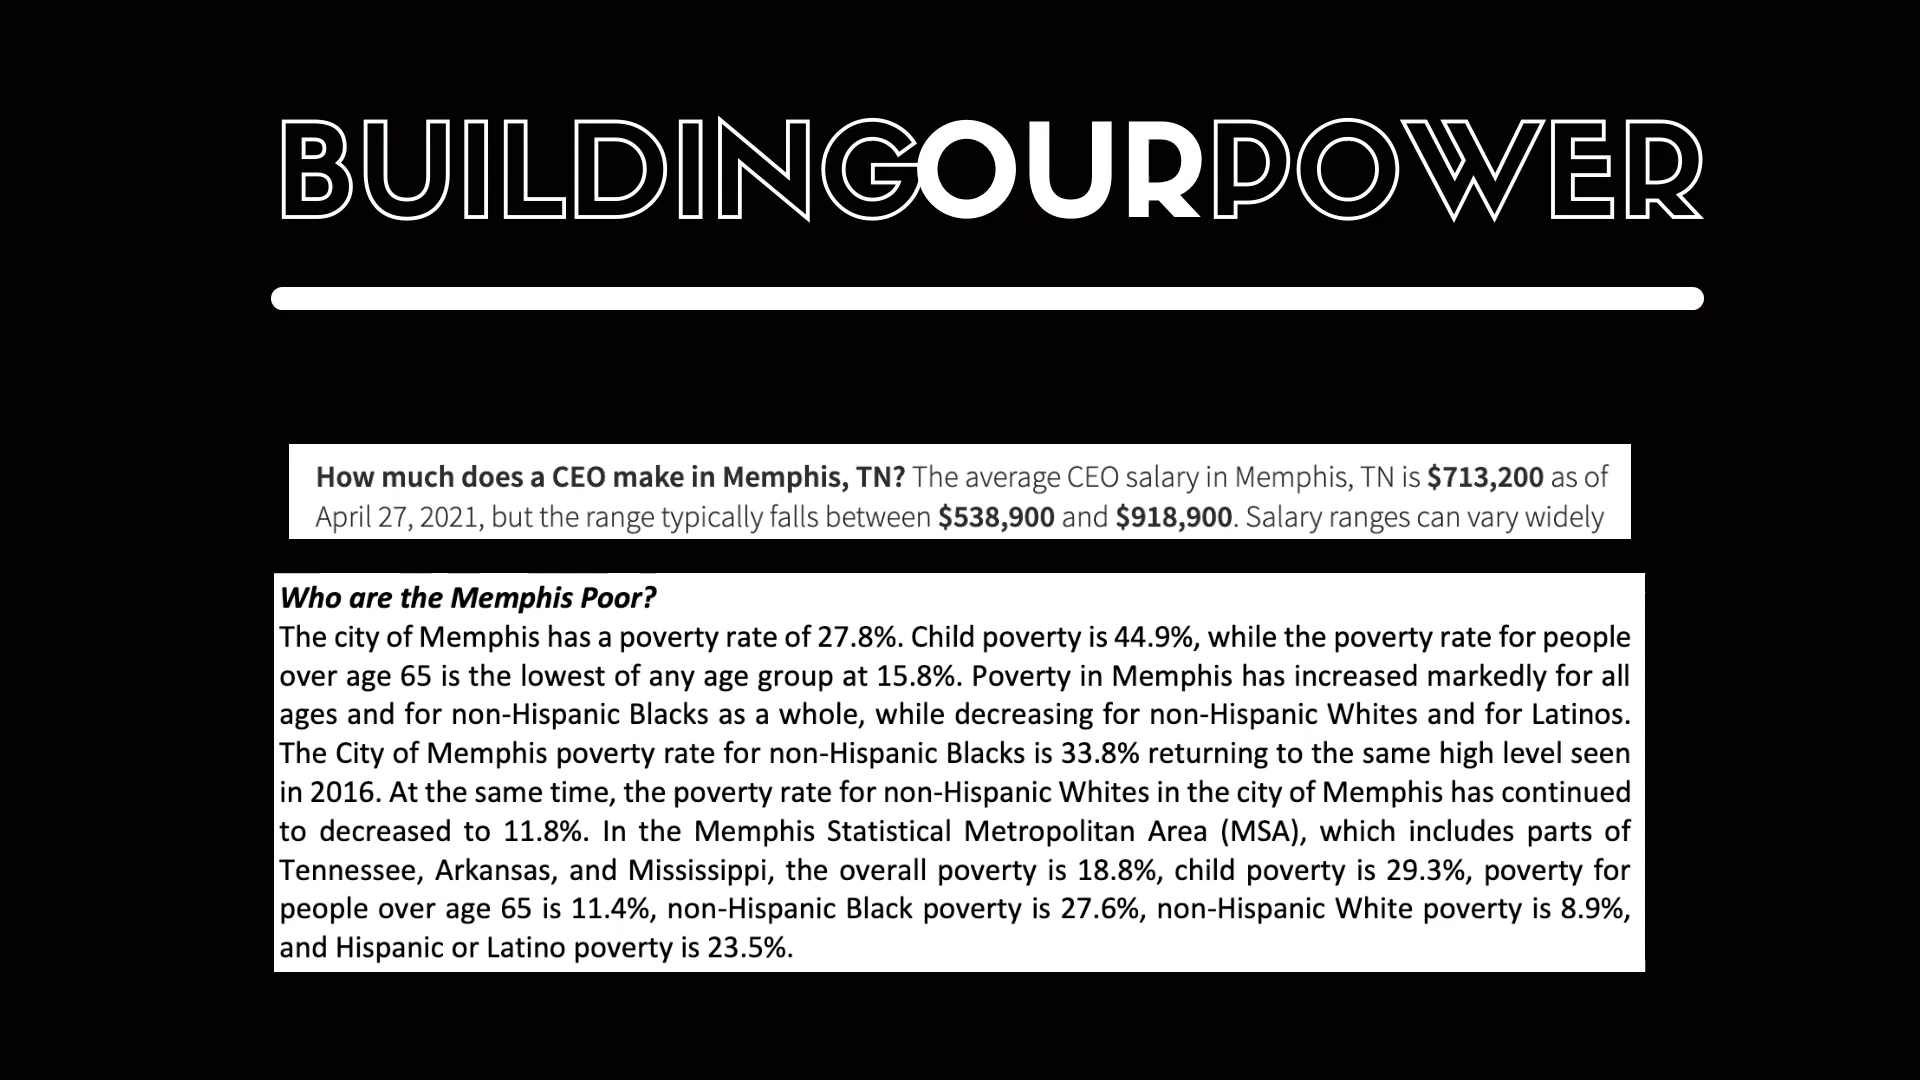 BUILDINGOURPOWER
How much does a CEO make in Memphis, TN? The average CEO salary in Memphis, TN is $713,200 as of
April 27, 2021, but the range typically falls between $538,900 and $918,900. Salary ranges can vary widely
Who are the Memphis Poor?
The city of Memphis has a poverty rate of 27.8%. Child poverty is 44.9%, while the poverty rate for people
over age 65 is the lowest of any age group at 15.8%. Poverty in Memphis has increased markedly for all
ages and for non-Hispanic Blacks as a whole, while decreasing for non-Hispanic Whites and for Latinos.
The City of Memphis poverty rate for non-Hispanic Blacks is 33.8% returning to the same high level seen
in 2016. At the same time, the poverty rate for non-Hispanic Whites in the city of Memphis has continued
to decreased to 11.8%. In the Memphis Statistical Metropolitan Area (MSA), which includes parts of
Tennessee, Arkansas, and Mississippi, the overall poverty is 18.8%, child poverty is 29.3%, poverty for
people over age 65 is 11.4%, non-Hispanic Black poverty is 27.6%, non-Hispanic White poverty is 8.9%,
and Hispanic or Latino poverty is 23.5%.